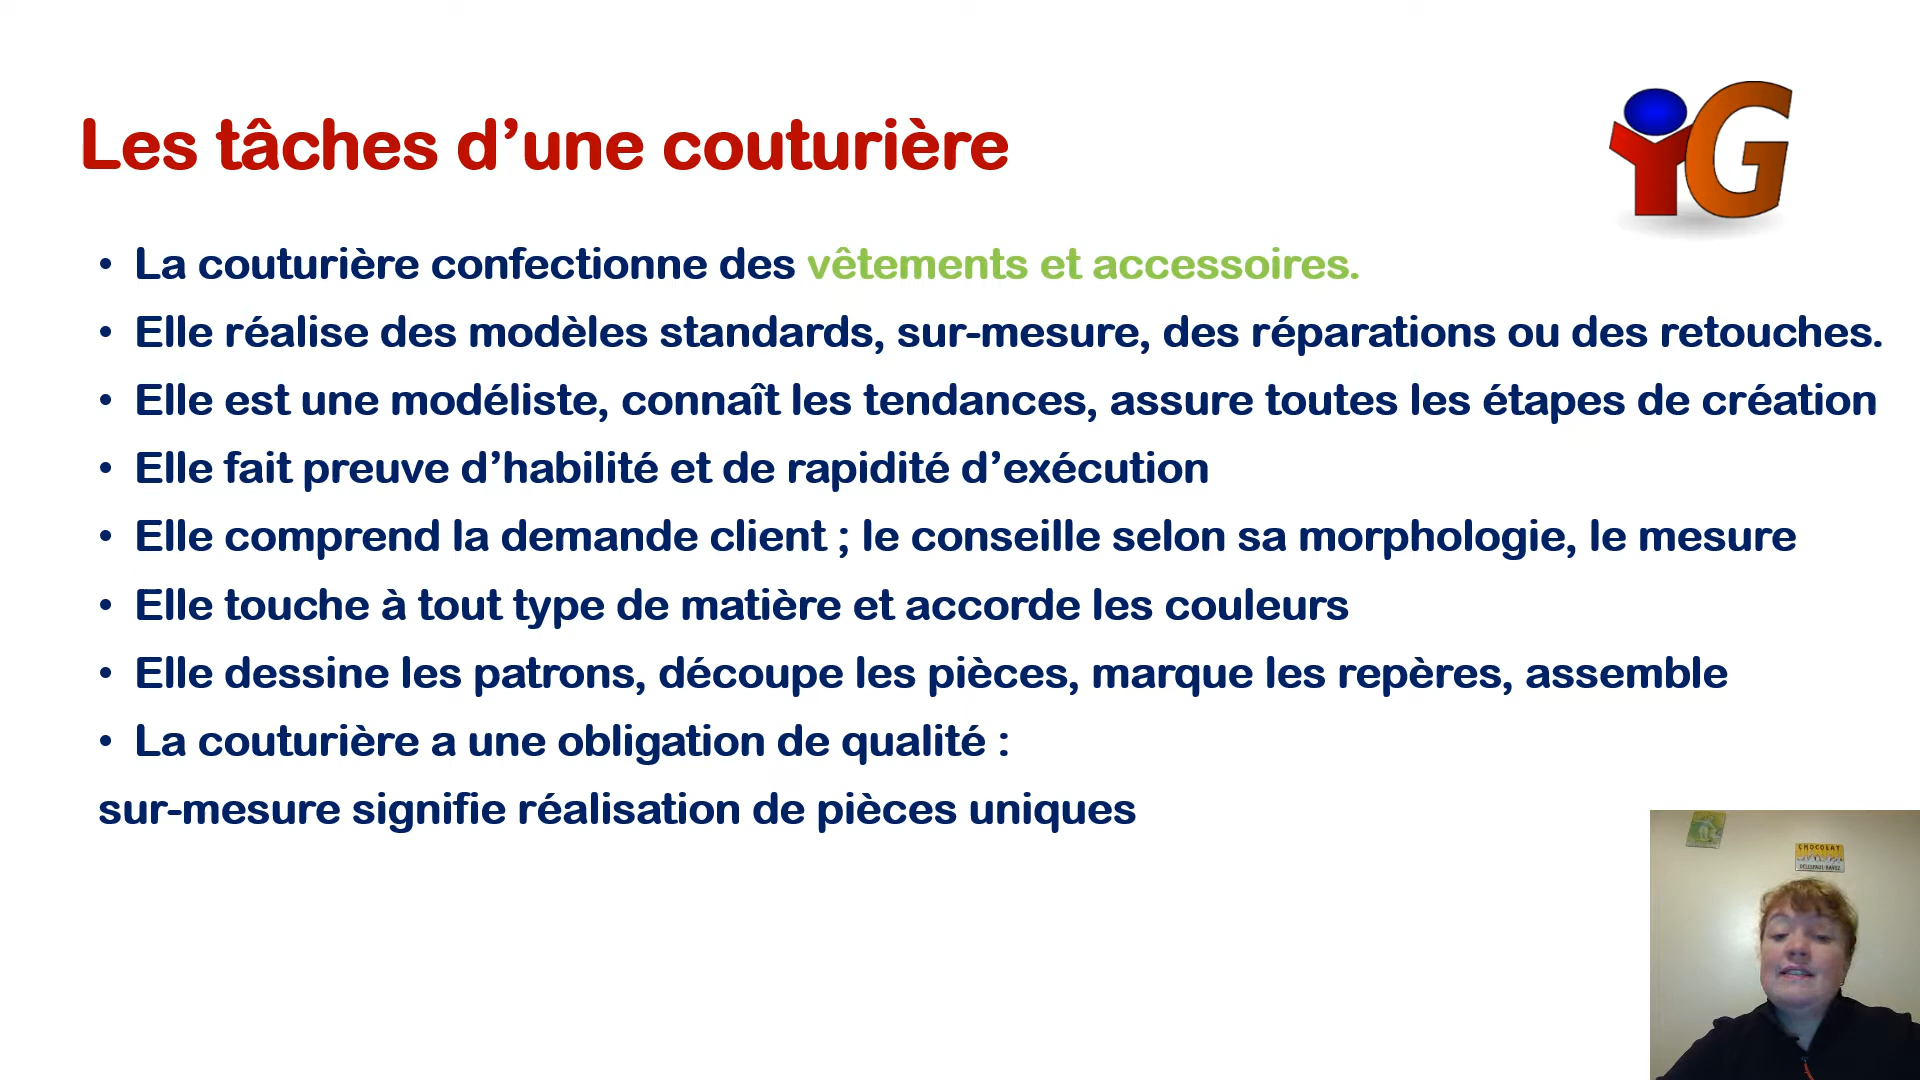 Les tâches d’une couturière
iG
• La couturière confectionne des vêtements et accessoires.
• Elle réalise des modèles standards, sur-mesure, des réparations ou des retouches.
• Elle est une modéliste, connaît les tendances, assure toutes les étapes de création
• Elle fait preuve d’habilité et de rapidité d’exécution
• Elle comprend la demande client ; le conseille selon sa morphologie, le mesure
• Elle touche à tout type de matière et accorde les couleurs
• Elle dessine les patrons, découpe les pièces, marque les repères, assemble
• La couturière a une obligation de qualité :
sur-mesure signifie réalisation de pièces uniques
CHOCOLAT
DELESPAUL-HAVEZ